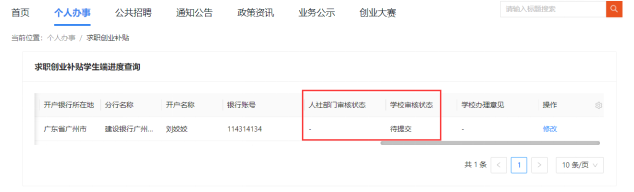 首页 个人办事 公共招聘 通知公告 政策资讯 业务公示 创业大赛 请输入标题搜索
当前位置： 个人办事 / 求职创业补贴
求职创业补贴学生端进度查询
开户银行所在地 分行名称 开户名称 银行账号 人社部门审核状态 学校审核状态 学校办理意见 操作
广东省广州市 建设银行广州... 刘姣姣 114314134 - 待提交 - 修改
共 1 条 < 1 > 10 条/页